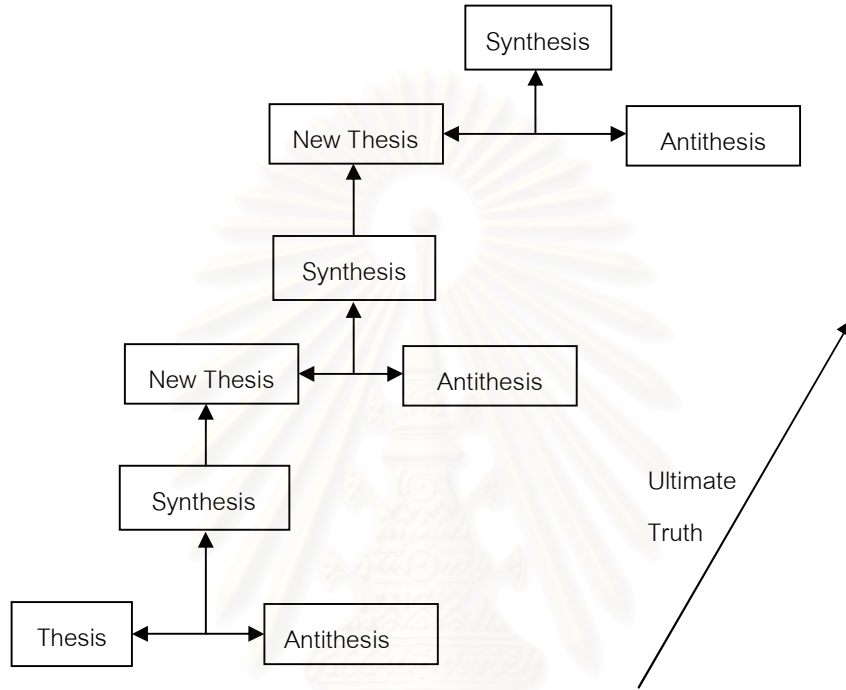 Synthesis
New Thesis
Antithesis
Synthesis
New Thesis
Antithesis
Synthesis
Ultimate
Truth
Thesis
Antithesis